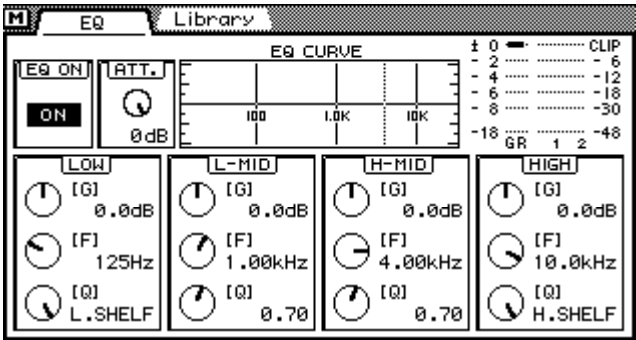 M EQ Library
EQ CURVE
EQ ON ATT.
ON
0dB
100 1.0K 10K
± 0 CLIP
- 2 - 6
- 4 -12
- 6 -18
- 8 -30
-18 -48
GR 1 2
LOW
[G] 0.0dB
[F] 125Hz
[Q] L.SHELF
L-MID
[G] 0.0dB
[F] 1.00kHz
[Q] 0.70
H-MID
[G] 0.0dB
[F] 4.00kHz
[Q] 0.70
HIGH
[G] 0.0dB
[F] 10.0kHz
[Q] H.SHELF